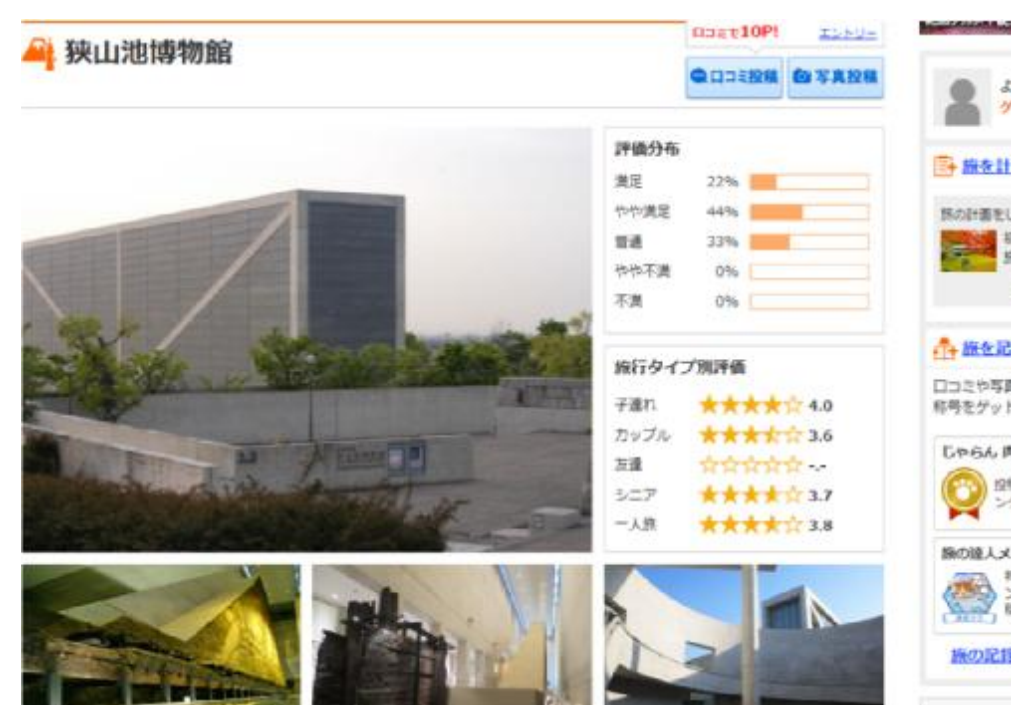 狭山池博物館
口コミで10P!
エントリー
口コミ投稿
写真投稿
評価分布
満足 22%
やや満足 44%
普通 33%
やや不満 0%
不満 0%
旅行タイプ別評価
子連れ ★★★★☆ 4.0
カップル 3.6
友達 ☆☆☆☆☆ -.-
シニア 3.7
一人旅 3.8
旅を計
旅の計画をし
旅を記
口コミや写真
称号をゲット
じゃらん
旅の達人メ
旅の記録